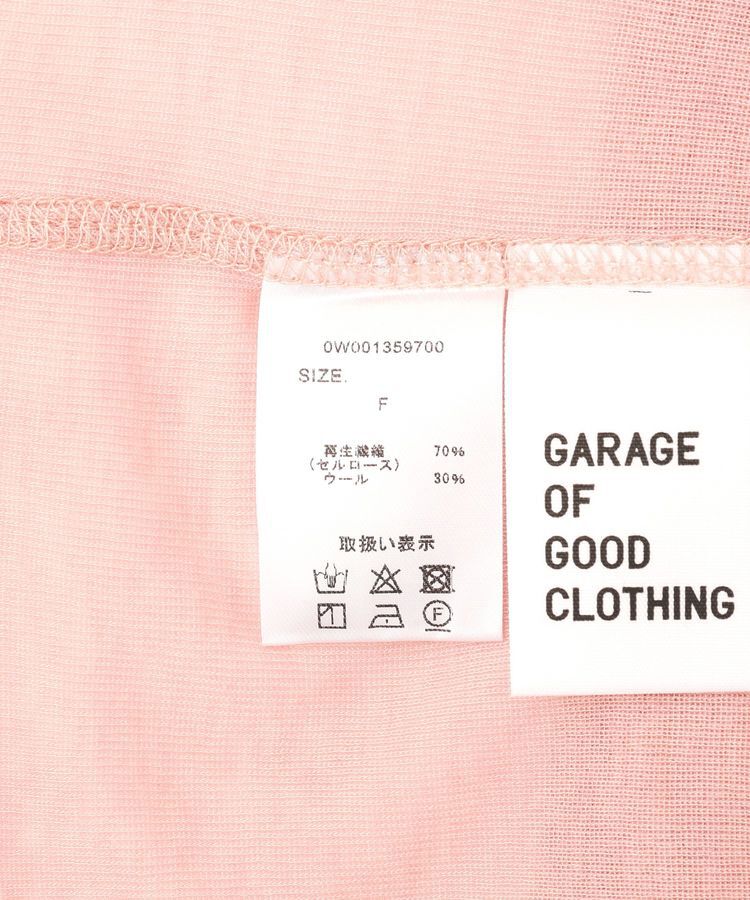 0W001359700
SIZE.
F
再生繊維 70%
(セルロース)
ウール 30%
取扱い表示
F
GARAGE
OF
GOOD
CLOTHING